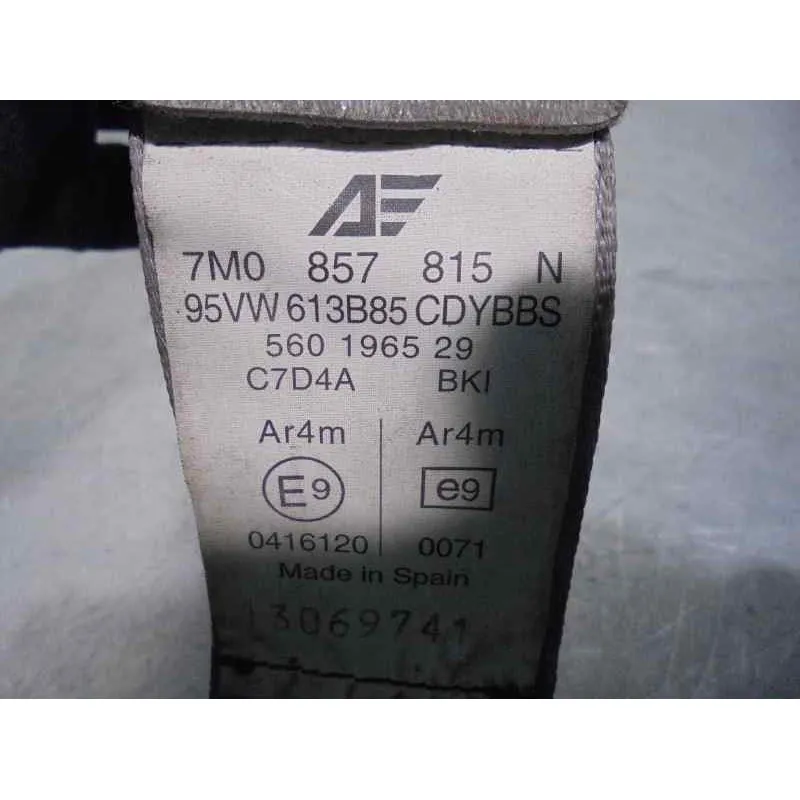 AE
7M0 857 815 N
95VW 613B85 CDYBBS
560 1965 29
C7D4A BKI
Ar4m Ar4m
E9 e9
0416120 0071
Made in Spain
13069741